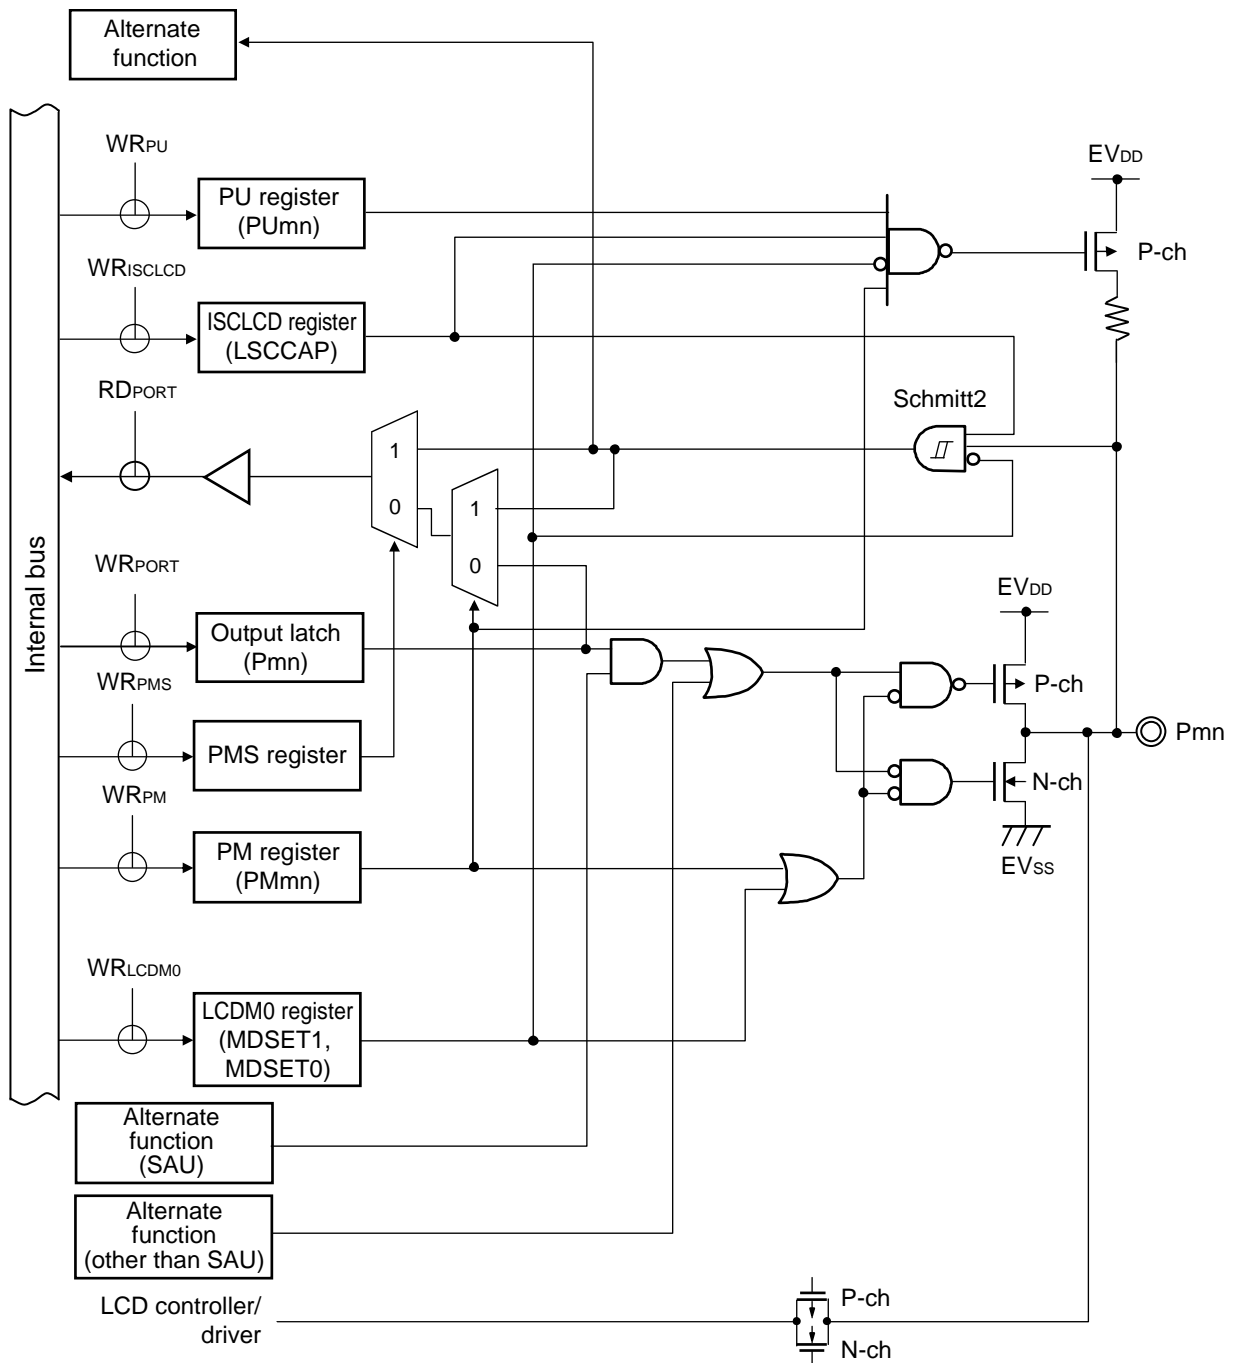 Alternate
function
WRPU
PU register
(PUmn)
EVDD
P-ch
WRISCLCD
ISCLCD register
(LSCCAP)
RDPORT
Schmitt2
1
0
1
0
Internal bus
WRPORT
Output latch
(Pmn)
EVDD
P-ch
WRPMS
PMS register
Pmn
N-ch
EVSS
WRPM
PM register
(PMmn)
WRLCDM0
LCDM0 register
(MDSET1,
MDSET0)
Alternate
function
(SAU)
Alternate
function
(other than SAU)
LCD controller/
driver
P-ch
N-ch